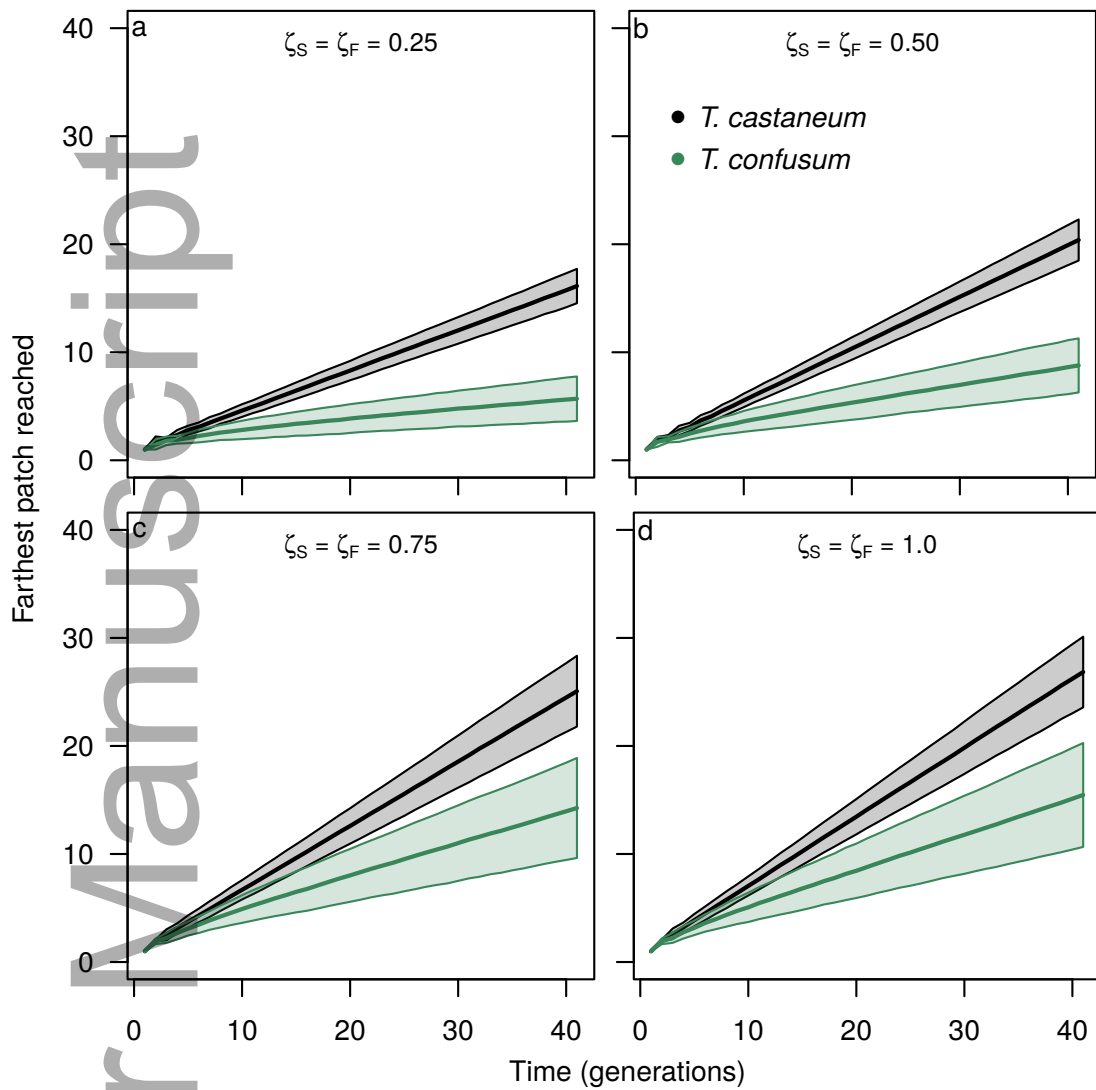 a
ζS = ζF = 0.25
b
ζS = ζF = 0.50
T. castaneum
T. confusum
40
30
20
10
0
c
ζS = ζF = 0.75
d
ζS = ζF = 1.0
40
30
20
10
0
0 10 20 30 40
0 10 20 30 40
Time (generations)
Farthest patch reached
r Manuscript